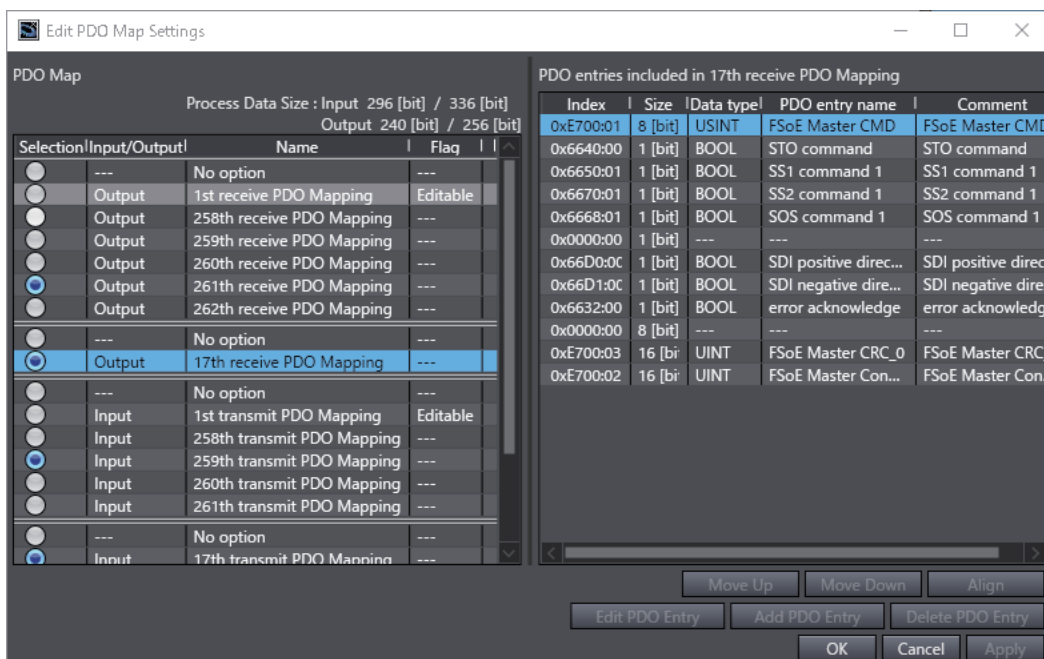 Edit PDO Map Settings
PDO Map
Process Data Size : Input 296 [bit] / 336 [bit]
Output 240 [bit] / 256 [bit]
Selection Input/Output Name Flag
--- No option
Output 1st receive PDO Mapping Editable
Output 258th receive PDO Mapping ---
Output 259th receive PDO Mapping ---
Output 260th receive PDO Mapping ---
Output 261th receive PDO Mapping ---
Output 262th receive PDO Mapping ---
--- No option
Output 17th receive PDO Mapping ---
--- No option
Input 1st transmit PDO Mapping Editable
Input 258th transmit PDO Mapping ---
Input 259th transmit PDO Mapping ---
Input 260th transmit PDO Mapping ---
Input 261th transmit PDO Mapping ---
--- No option
Input 17th transmit PDO Mapping ---
PDO entries included in 17th receive PDO Mapping
Index Size Data type PDO entry name Comment
0xE700:01 8 [bit] USINT FSoE Master CMD FSoE Master CMD
0x6640:00 1 [bit] BOOL STO command STO command
0x6650:01 1 [bit] BOOL SS1 command 1 SS1 command 1
0x6670:01 1 [bit] BOOL SS2 command 1 SS2 command 1
0x6668:01 1 [bit] BOOL SOS command 1 SOS command 1
0x0000:00 1 [bit] --- --- ---
0x66D0:0C 1 [bit] BOOL SDI positive direc... SDI positive direc
0x66D1:0C 1 [bit] BOOL SDI negative dire... SDI negative dire
0x6632:00 1 [bit] BOOL error acknowledge error acknowledg
0x0000:00 8 [bit] --- --- ---
0xE700:03 16 [bi UINT FSoE Master CRC_0 FSoE Master CRC_
0xE700:02 16 [bi UINT FSoE Master Con... FSoE Master Con.
Move Up Move Down Align
Edit PDO Entry Add PDO Entry Delete PDO Entry
OK Cancel Apply